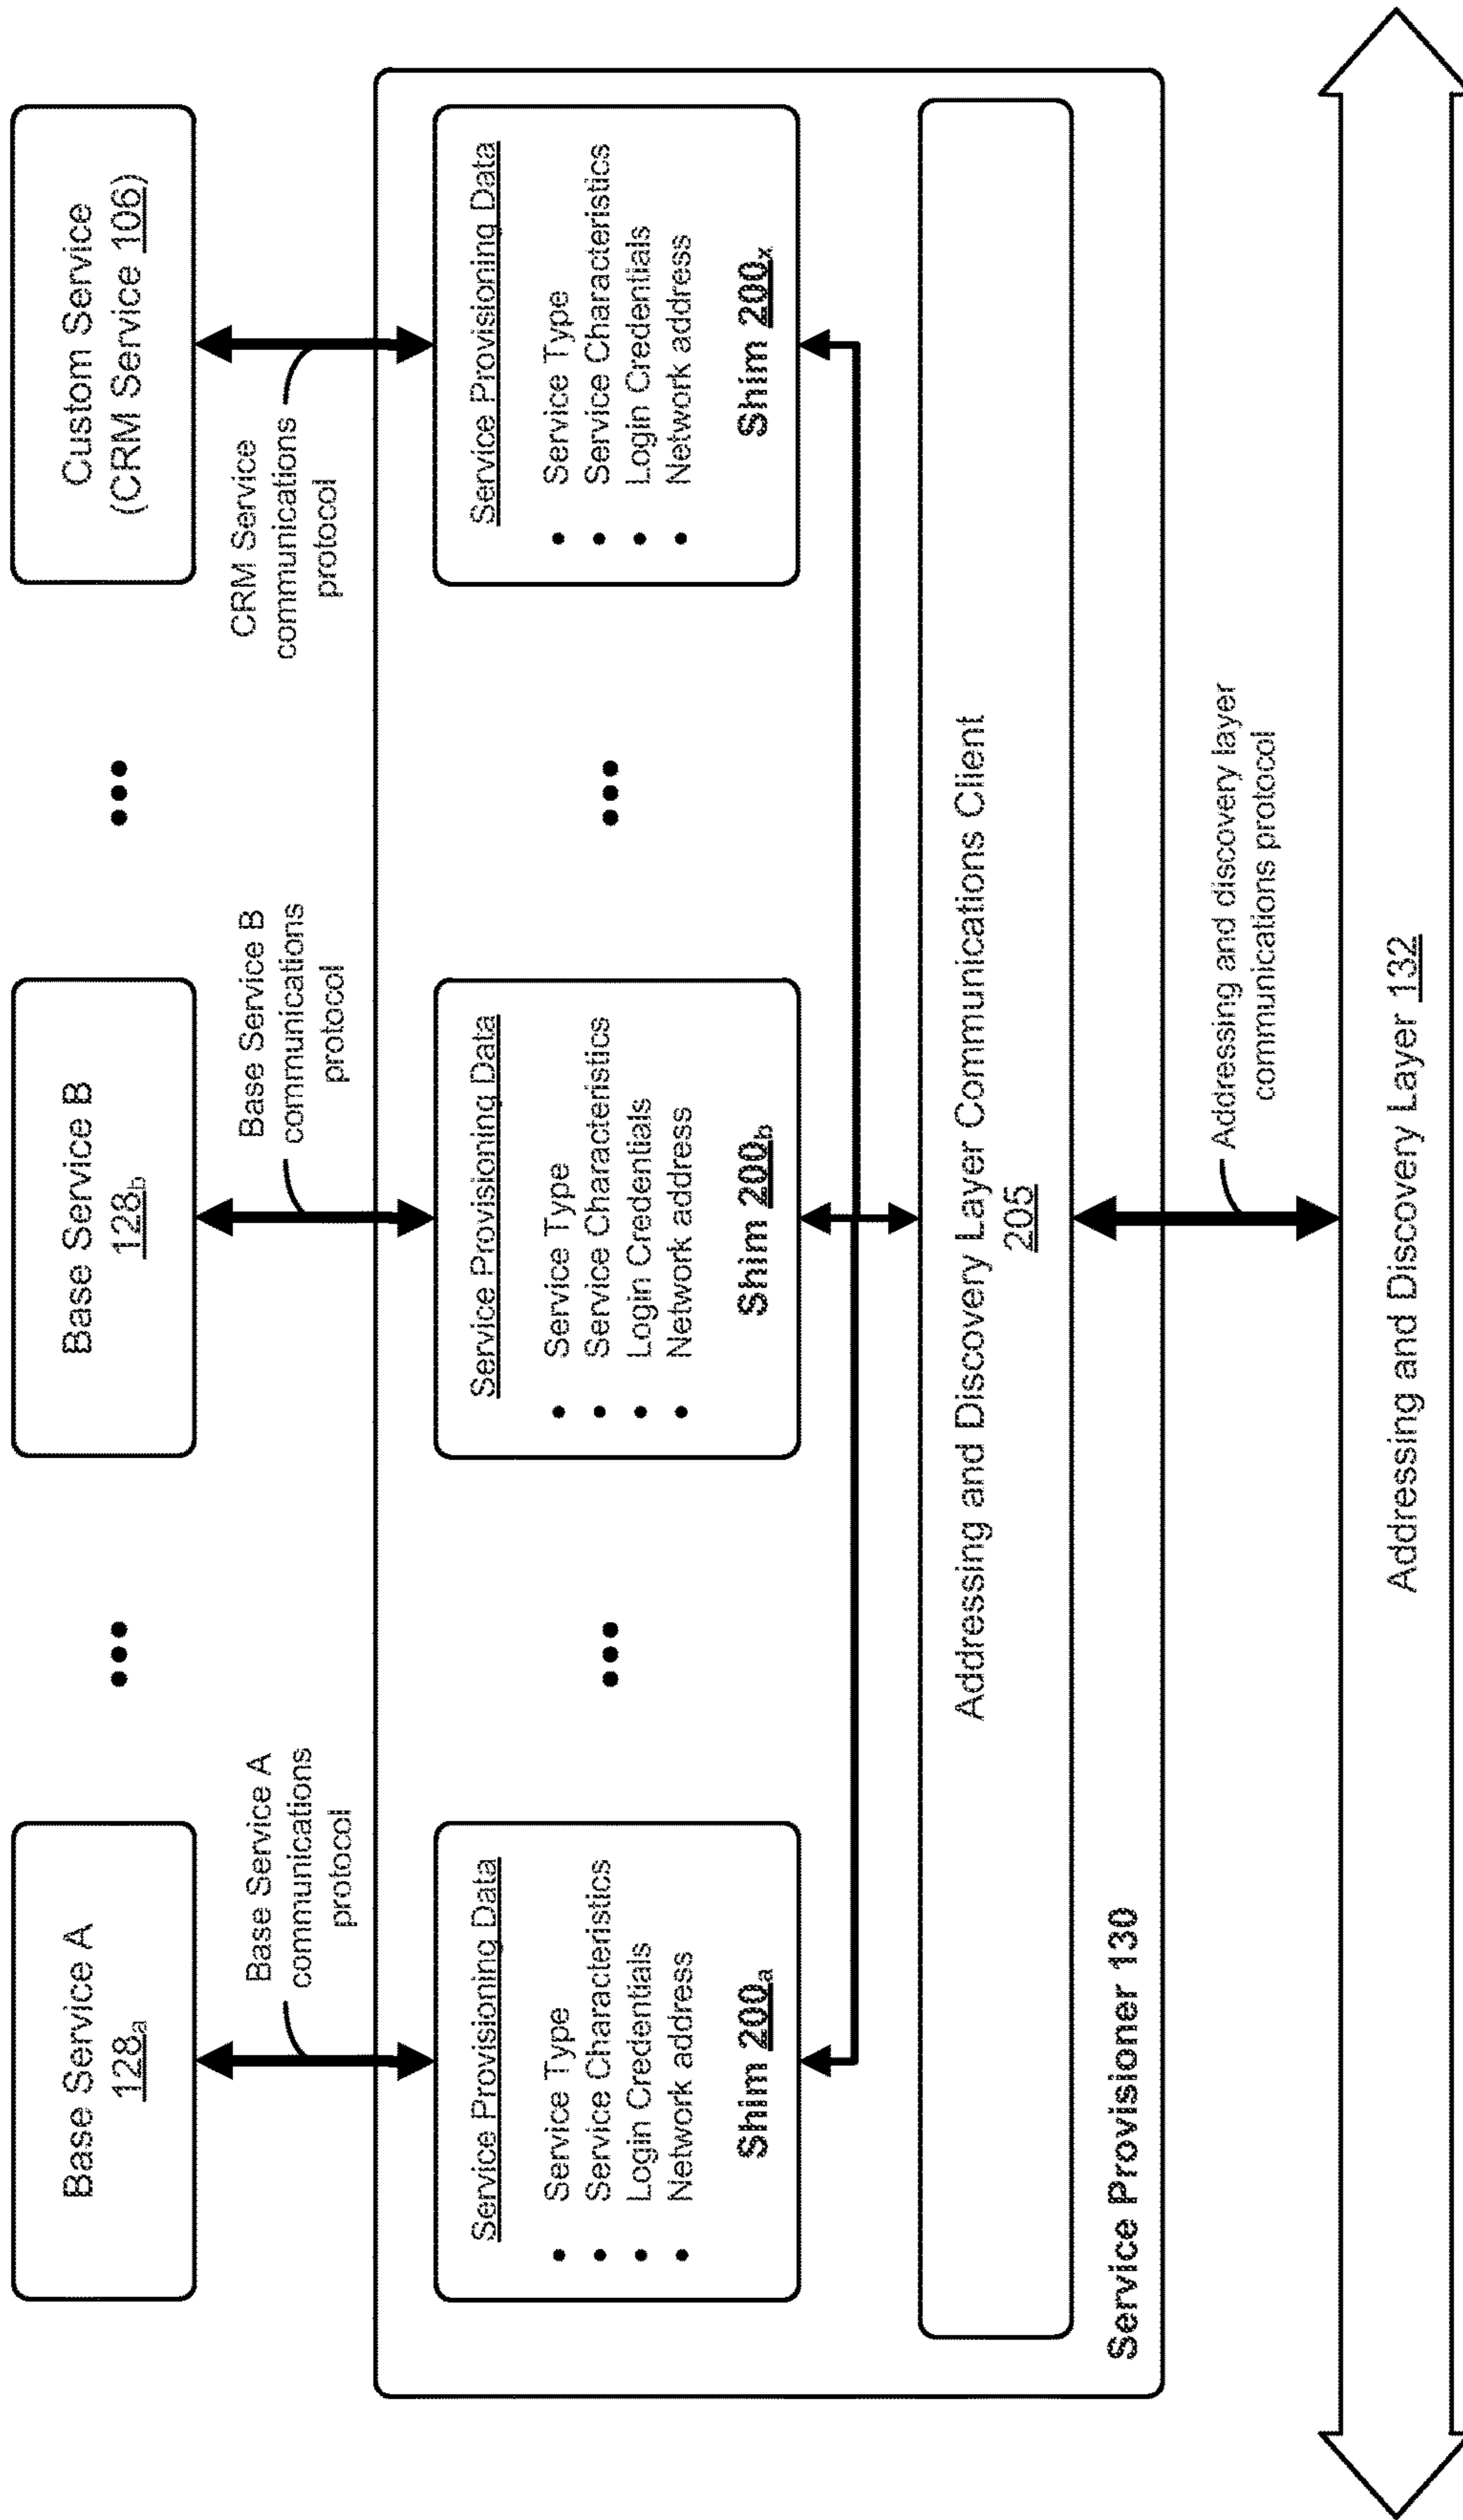 Base Service A
128a
Base Service B
128b
Custom Service
(CRM Service 106)
Base Service A
communications
protocol
Base Service B
communications
protocol
CRM Service
communications
protocol
Service Provisioning Data
• Service Type
• Service Characteristics
• Login Credentials
• Network address
Shim 200a
Service Provisioning Data
• Service Type
• Service Characteristics
• Login Credentials
• Network address
Shim 200b
Service Provisioning Data
• Service Type
• Service Characteristics
• Login Credentials
• Network address
Shim 200x
Addressing and Discovery Layer Communications Client
205
Service Provisioner 130
Addressing and discovery layer
communications protocol
Addressing and Discovery Layer 132